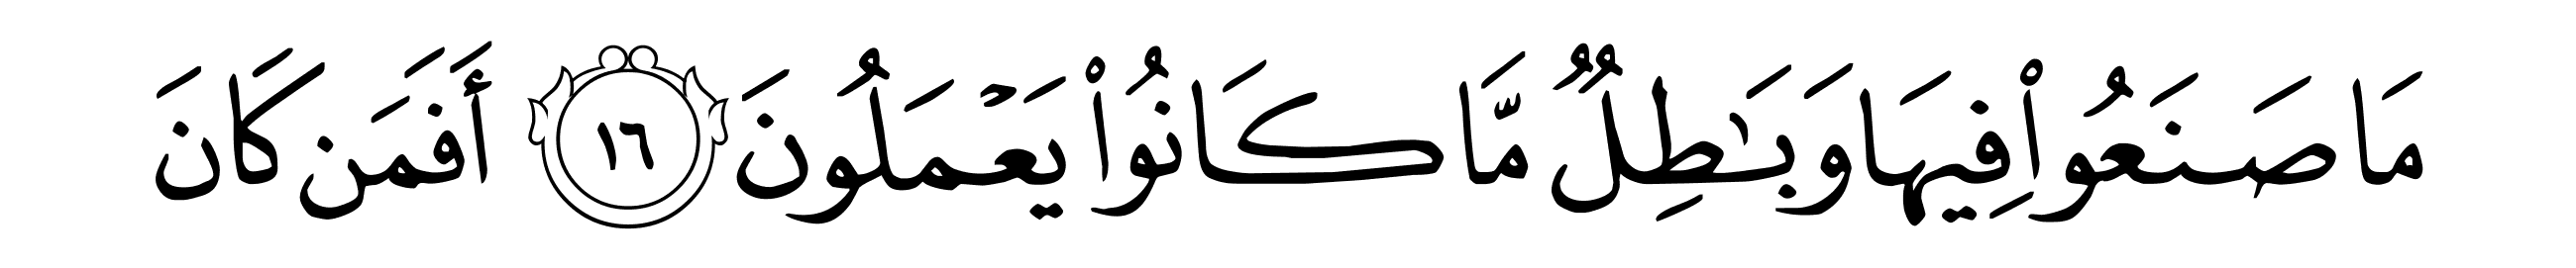 مَا صَنَعُوا۟ فِيهَا وَبَٰطِلٌۭ مَّا كَانُوا۟ يَعْمَلُونَ ١٦ أَفَمَن كَانَ